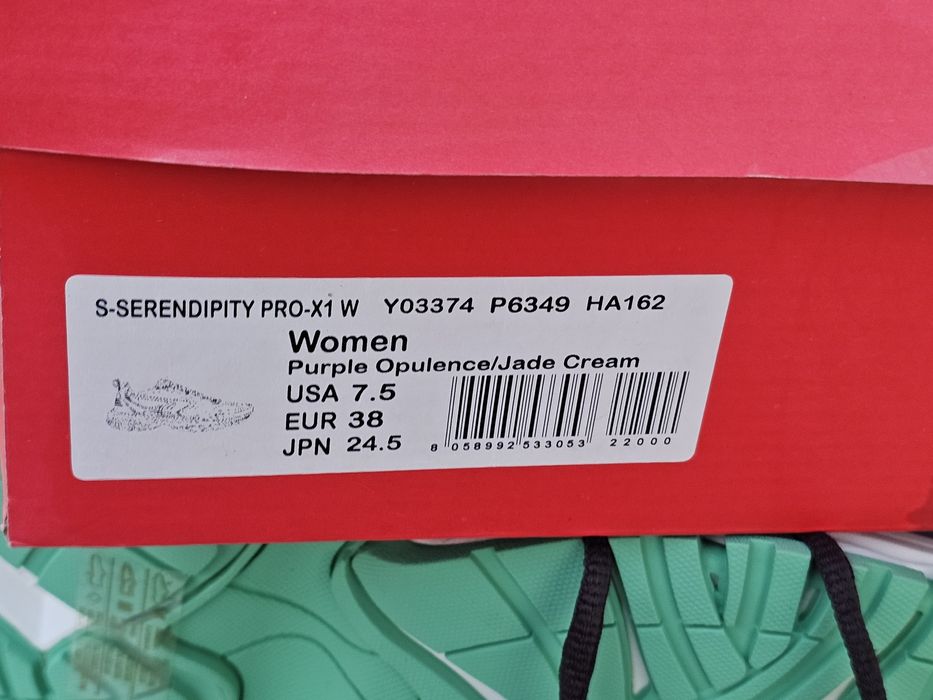 S-SERENDIPITY PRO-X1 W Y03374 P6349 HA162
Women
Purple Opulence/Jade Cream
USA 7.5
EUR 38
JPN 24.5
8 058992 533053 22000